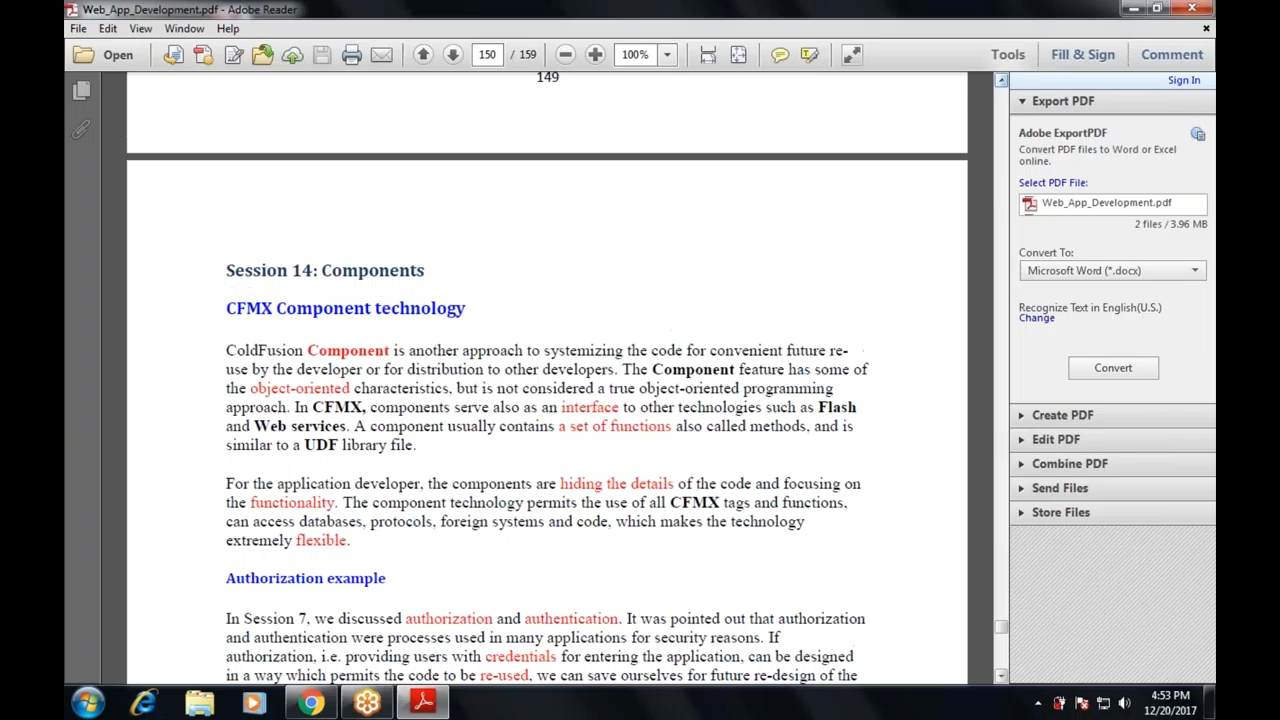 Web_App_Development.pdf - Adobe Reader
File Edit View Window Help
Open 150 / 159 100% Tools Fill & Sign Comment
Sign In
149
Session 14: Components
CFMX Component technology
ColdFusion Component is another approach to systemizing the code for convenient future re-
use by the developer or for distribution to other developers. The Component feature has some of
the object-oriented characteristics, but is not considered a true object-oriented programming
approach. In CFMX, components serve also as an interface to other technologies such as Flash
and Web services. A component usually contains a set of functions also called methods, and is
similar to a UDF library file.
For the application developer, the components are hiding the details of the code and focusing on
the functionality. The component technology permits the use of all CFMX tags and functions,
can access databases, protocols, foreign systems and code, which makes the technology
extremely flexible.
Authorization example
In Session 7, we discussed authorization and authentication. It was pointed out that authorization
and authentication were processes used in many applications for security reasons. If
authorization, i.e. providing users with credentials for entering the application, can be designed
in a way which permits the code to be re-used, we can save ourselves for future re-design of the
Export PDF
Adobe ExportPDF
Convert PDF files to Word or Excel
online.
Select PDF File:
Web_App_Development.pdf
2 files / 3.96 MB
Convert To:
Microsoft Word (*.docx)
Recognize Text in English(U.S.)
Change
Convert
Create PDF
Edit PDF
Combine PDF
Send Files
Store Files
4:53 PM
12/20/2017